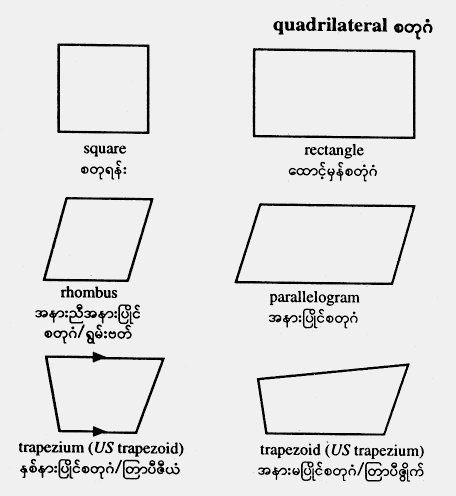 quadrilateral စတုဂံ
square
စတုရန်း
rectangle
ထောင့်မှန်စတုံဂံ
rhombus
အနားညီအနားပြိုင်
စတုဂံ/ရွမ်းဗတ်
parallelogram
အနားပြိုင်စတုဂံ
trapezium (US trapezoid)
နှစ်နားပြိုင်စတုဂံ/တြာပီဇီယံ
trapezoid (US trapezium)
အနားမပြိုင်စတုဂံ/တြာပီဇွိုက်